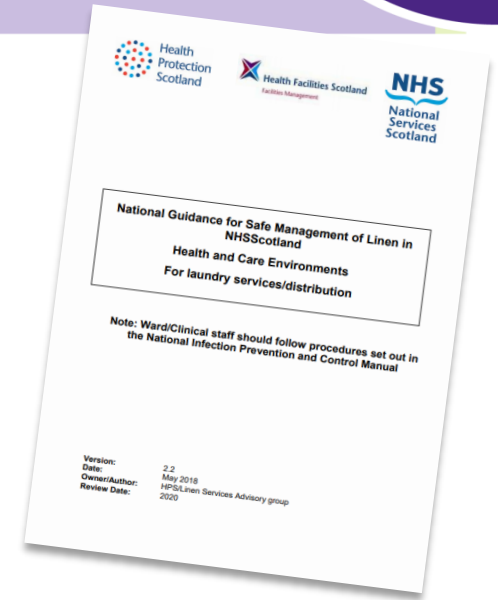 Health
Protection
Scotland
Health Facilities Scotland
Facilities Management
NHS
National
Services
Scotland
National Guidance for Safe Management of Linen in
NHSScotland
Health and Care Environments
For laundry services/distribution
Note: Ward/Clinical staff should follow procedures set out in
the National Infection Prevention and Control Manual
Version: 2.2
Date: May 2018
Owner/Author: HPS/Linen Services Advisory group
Review Date: 2020